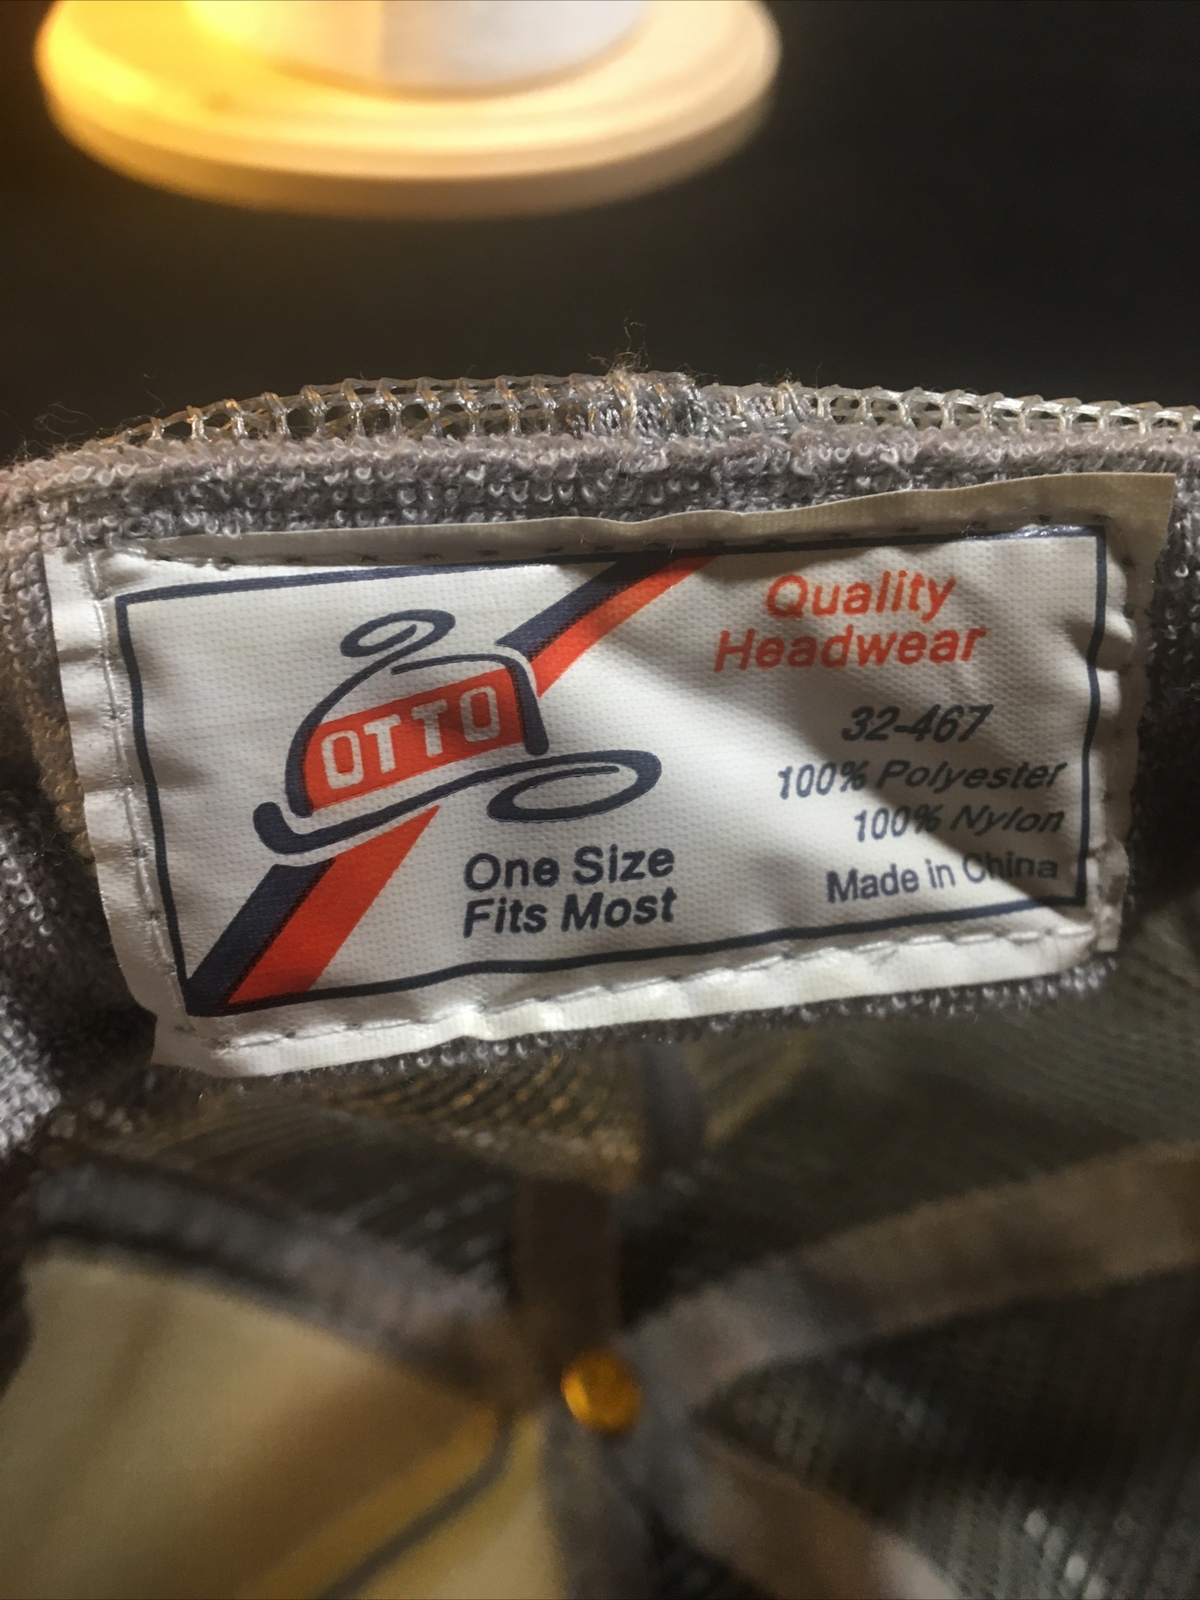 OTTO
One Size
Fits Most
Quality
Headwear
32-467
100% Polyester
100% Nylon
Made in China